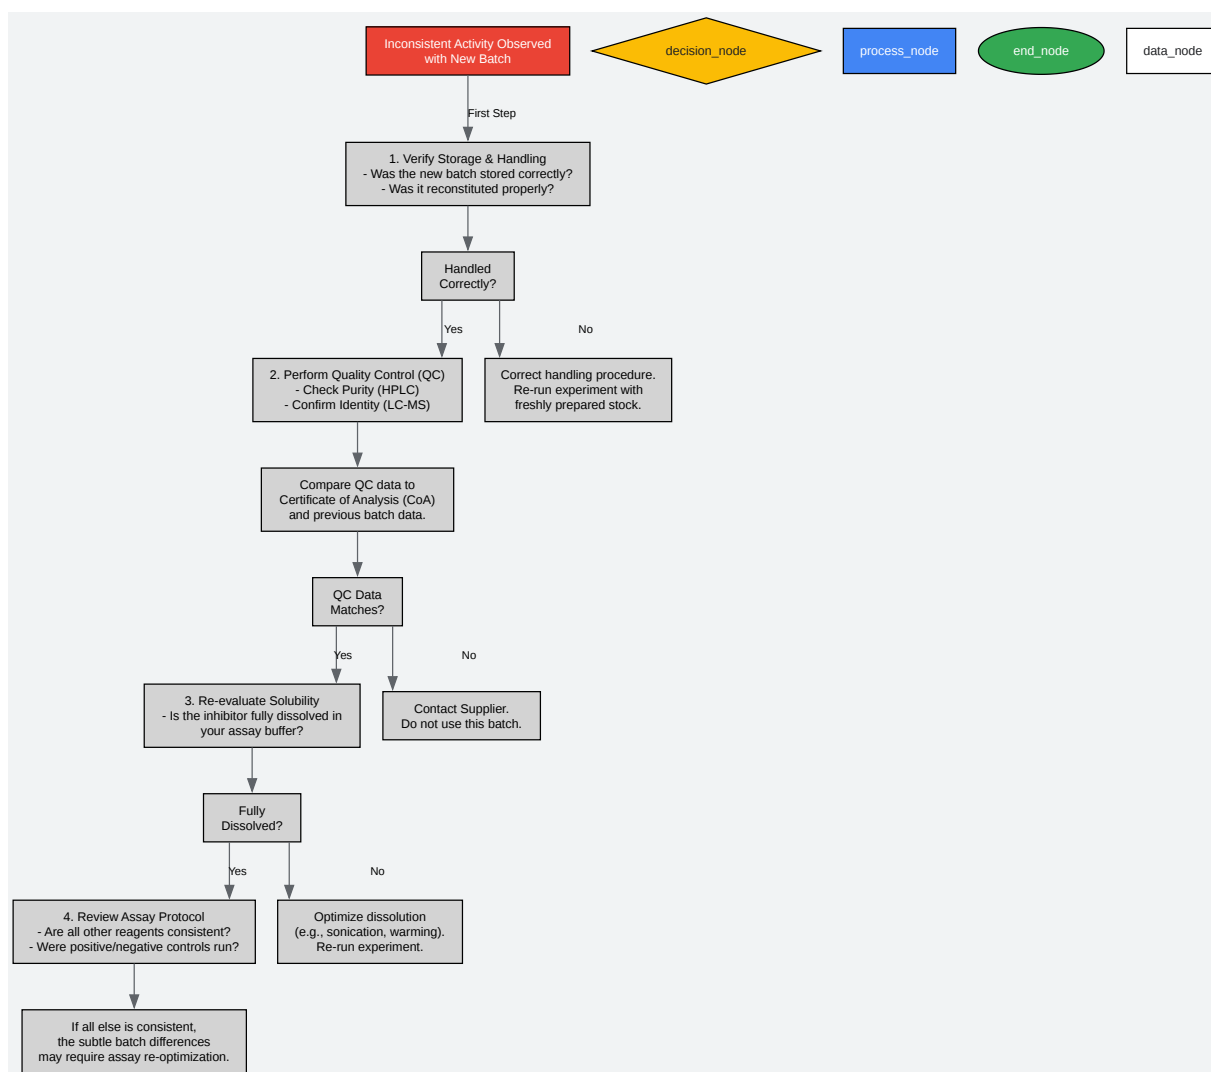 Inconsistent Activity Observed
with New Batch
decision_node
process_node
end_node
data_node
First Step
1. Verify Storage & Handling
- Was the new batch stored correctly?
- Was it reconstituted properly?
Handled
Correctly?
Yes
No
2. Perform Quality Control (QC)
- Check Purity (HPLC)
- Confirm Identity (LC-MS)
Correct handling procedure.
Re-run experiment with
freshly prepared stock.
Compare QC data to
Certificate of Analysis (CoA)
and previous batch data.
QC Data
Matches?
Yes
No
3. Re-evaluate Solubility
- Is the inhibitor fully dissolved in
your assay buffer?
Contact Supplier.
Do not use this batch.
Fully
Dissolved?
Yes
No
4. Review Assay Protocol
- Are all other reagents consistent?
- Were positive/negative controls run?
Optimize dissolution
(e.g., sonication, warming).
Re-run experiment.
If all else is consistent,
the subtle batch differences
may require assay re-optimization.